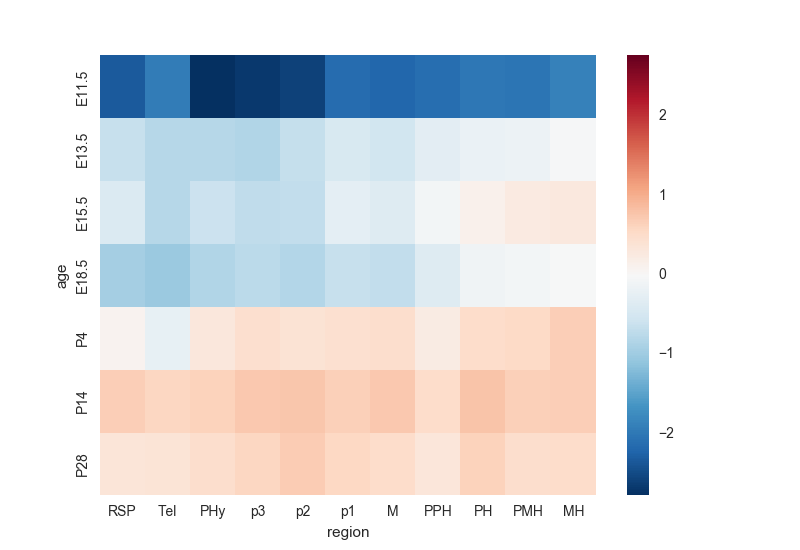 age
E11.5
E13.5
E15.5
E18.5
P4
P14
P28
RSP Tel PHy p3 p2 p1 M PPH PH PMH MH
region
2
1
0
−1
−2